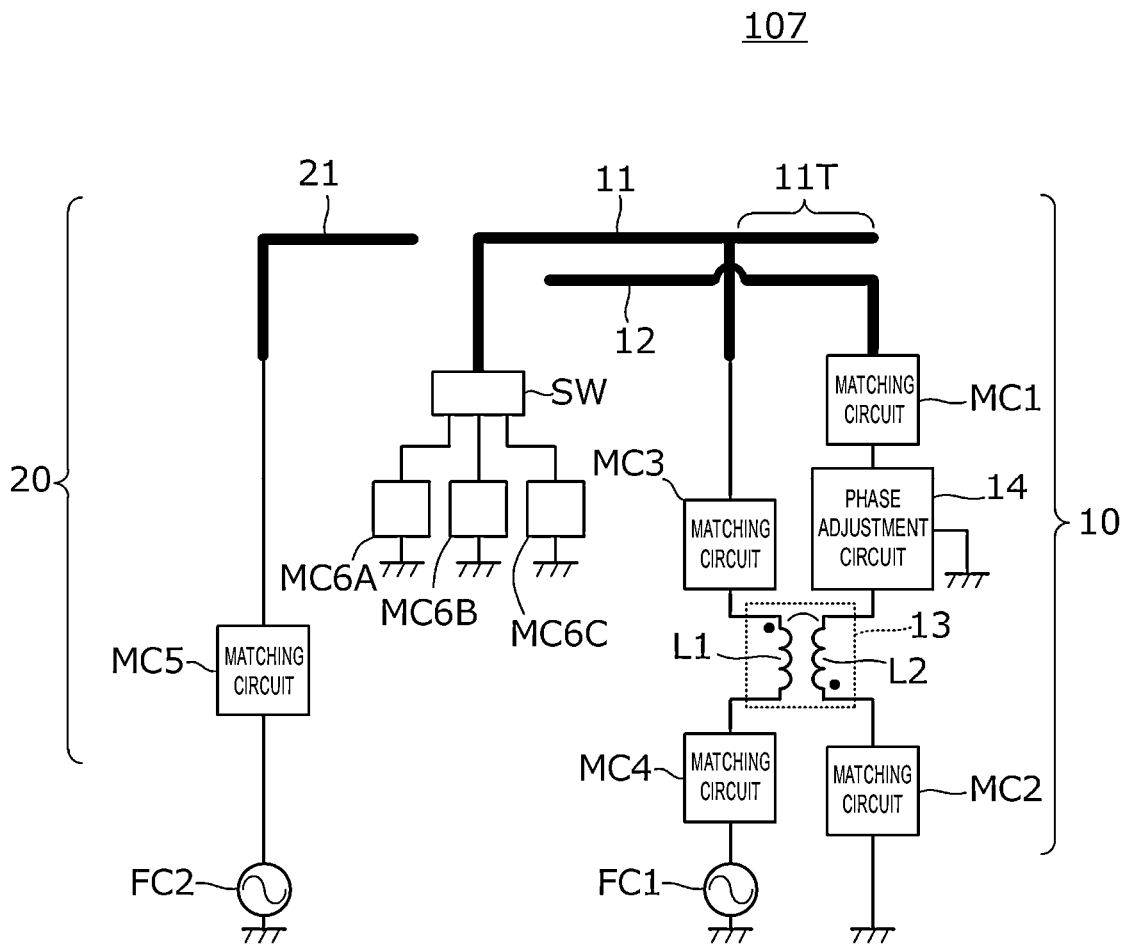 107
21
11
11T
12
SW
MATCHING
CIRCUIT
MC1
MC3
MATCHING
CIRCUIT
PHASE
ADJUSTMENT
CIRCUIT
14
20
10
MC6A
MC6B
MC6C
13
L1
L2
MC5
MATCHING
CIRCUIT
MC4
MATCHING
CIRCUIT
MATCHING
CIRCUIT
MC2
FC2
FC1